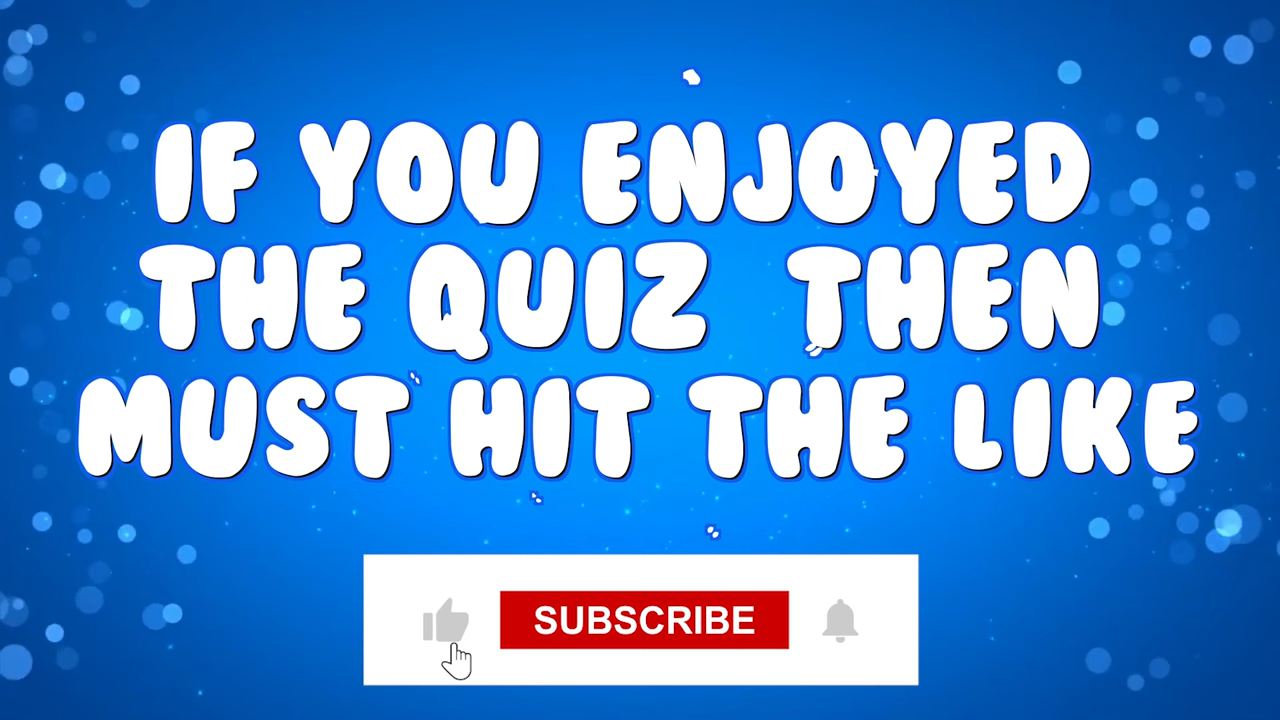 IF YOU ENJOYED
THE QUIZ THEN
MUST HIT THE LIKE
SUBSCRIBE